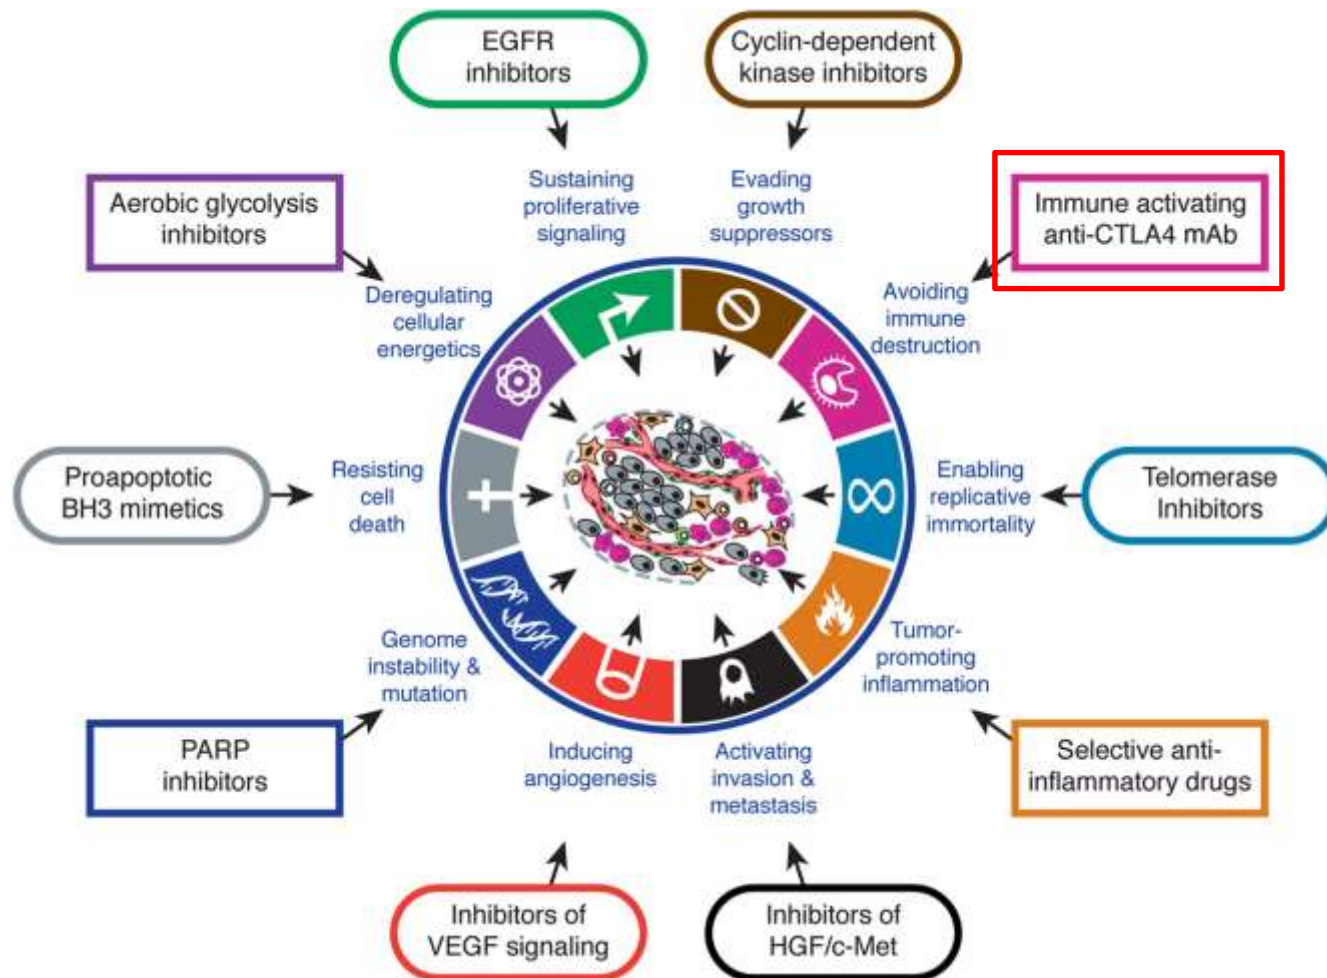 EGFR
inhibitors
Cyclin-dependent
kinase inhibitors
Sustaining
proliferative
signaling
Evading
growth
suppressors
Aerobic glycolysis
inhibitors
Immune activating
anti-CTLA4 mAb
Deregulating
cellular
energetics
Avoiding
immune
destruction
Proapoptotic
BH3 mimetics
Resisting
cell
death
Enabling
replicative
immortality
Telomerase
Inhibitors
Genome
instability &
mutation
Tumor-
promoting
inflammation
PARP
inhibitors
Inducing
angiogenesis
Activating
invasion &
metastasis
Selective anti-
inflammatory drugs
Inhibitors of
VEGF signaling
Inhibitors of
HGF/c-Met